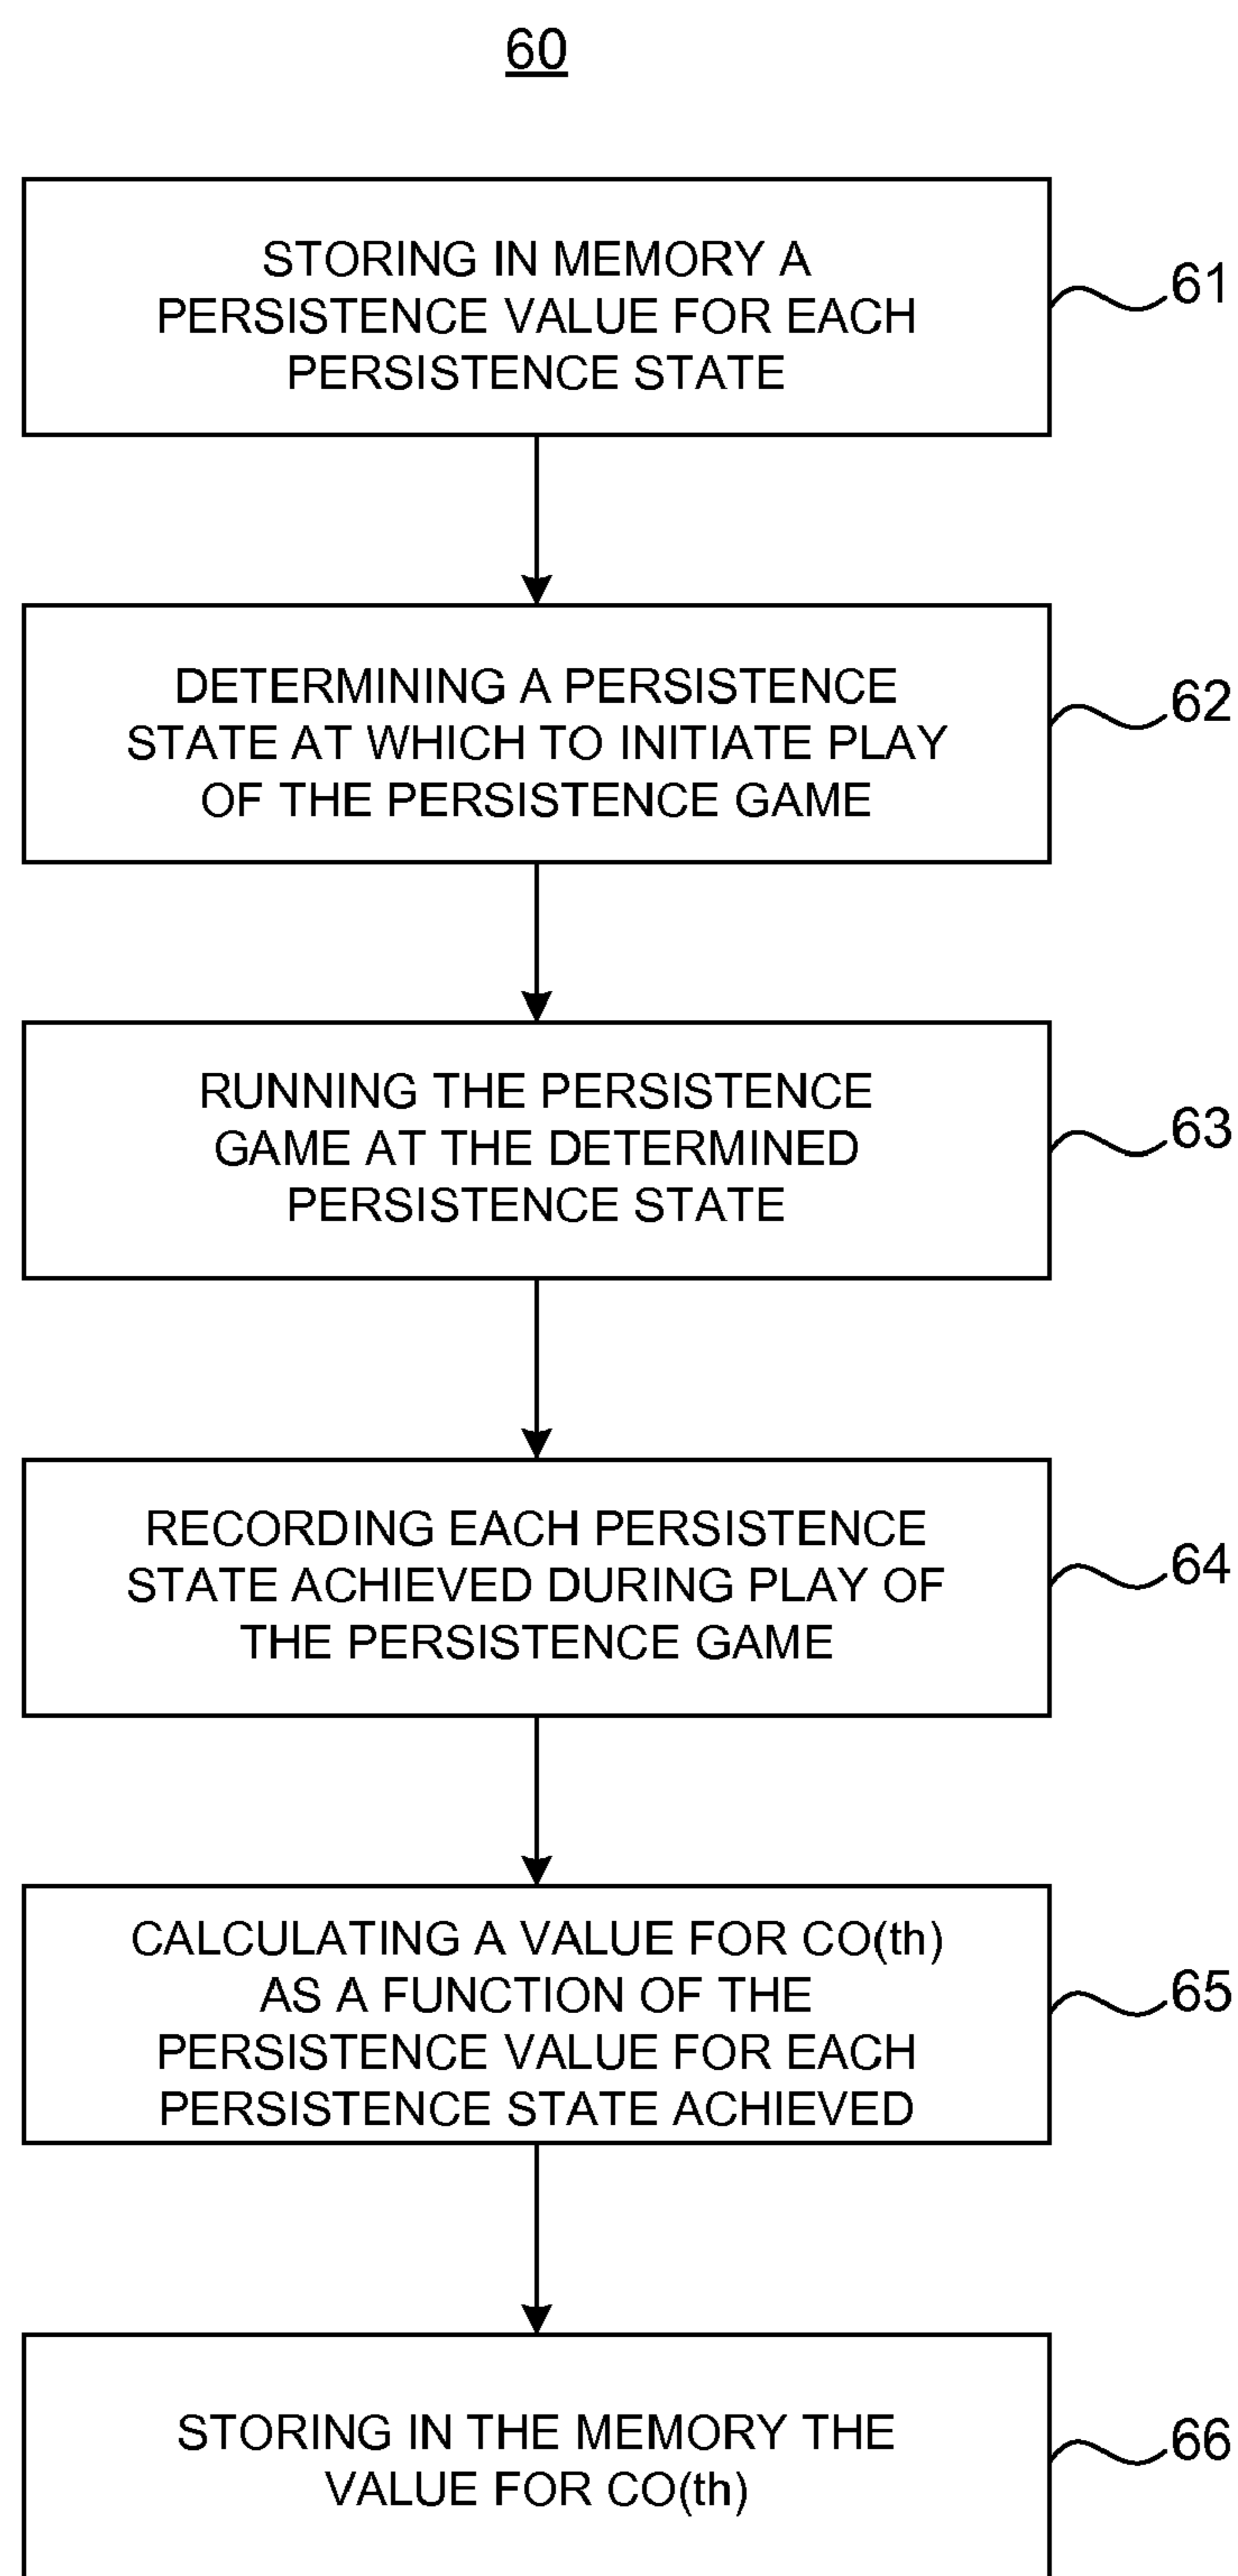 60
STORING IN MEMORY A
PERSISTENCE VALUE FOR EACH
PERSISTENCE STATE
61
DETERMINING A PERSISTENCE
STATE AT WHICH TO INITIATE PLAY
OF THE PERSISTENCE GAME
62
RUNNING THE PERSISTENCE
GAME AT THE DETERMINED
PERSISTENCE STATE
63
RECORDING EACH PERSISTENCE
STATE ACHIEVED DURING PLAY OF
THE PERSISTENCE GAME
64
CALCULATING A VALUE FOR CO(th)
AS A FUNCTION OF THE
PERSISTENCE VALUE FOR EACH
PERSISTENCE STATE ACHIEVED
65
STORING IN THE MEMORY THE
VALUE FOR CO(th)
66